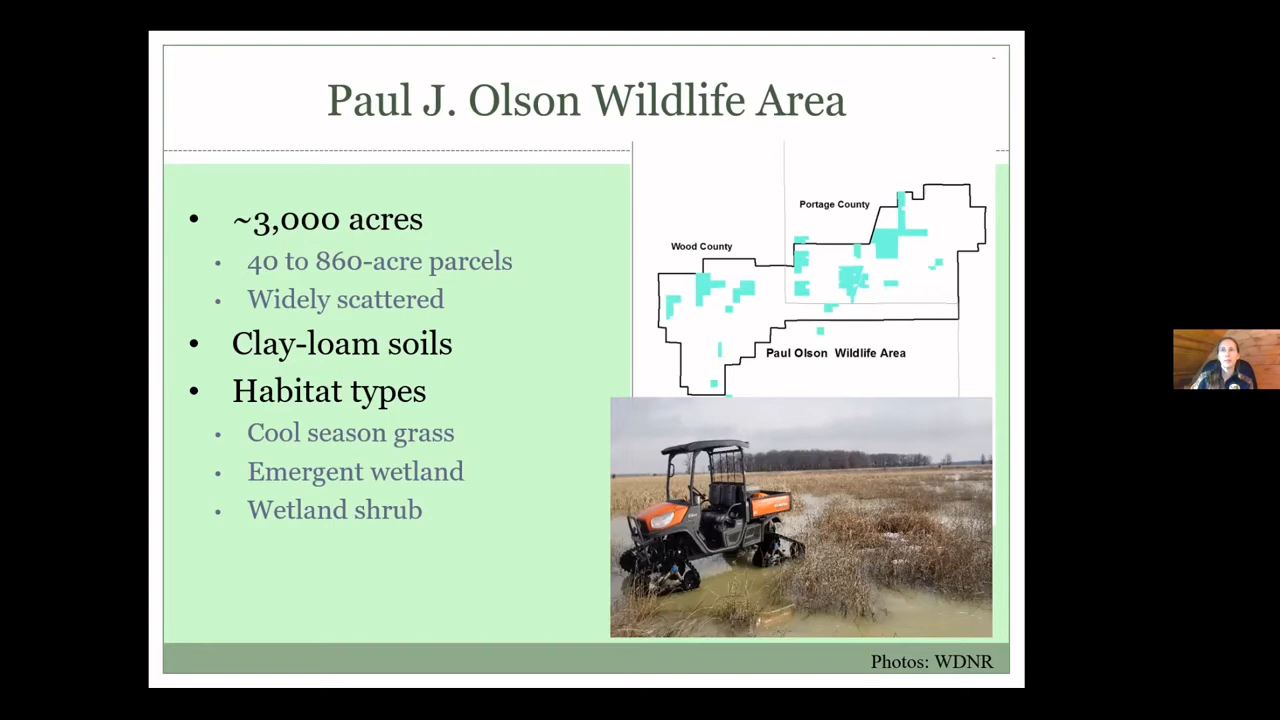 Paul J. Olson Wildlife Area
• ~3,000 acres
• 40 to 860-acre parcels
• Widely scattered
• Clay-loam soils
• Habitat types
• Cool season grass
• Emergent wetland
• Wetland shrub
Portage County
Wood County
Paul Olson Wildlife Area
Photos: WDNR